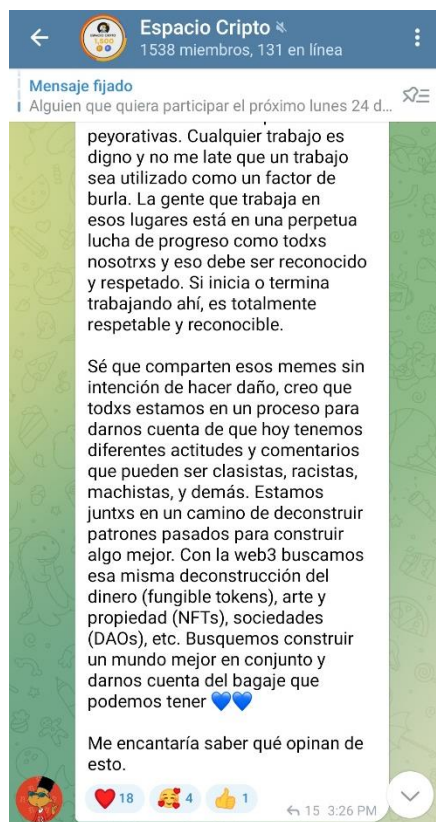 Espacio Cripto
1538 miembros, 131 en línea
Mensaje fijado
Alguien que quiera participar el próximo lunes 24 d...
peyorativas. Cualquier trabajo es
digno y no me late que un trabajo
sea utilizado como un factor de
burla. La gente que trabaja en
esos lugares está en una perpetua
lucha de progreso como todxs
nosotrxs y eso debe ser reconocido
y respetado. Si inicia o termina
trabajando ahí, es totalmente
respetable y reconocible.
Sé que comparten esos memes sin
intención de hacer daño, creo que
todxs estamos en un proceso para
darnos cuenta de que hoy tenemos
diferentes actitudes y comentarios
que pueden ser clasistas, racistas,
machistas, y demás. Estamos
juntxs en un camino de deconstruir
patrones pasados para construir
algo mejor. Con la web3 buscamos
esa misma deconstrucción del
dinero (fungible tokens), arte y
propiedad (NFTs), sociedades
(DAOs), etc. Busquemos construir
un mundo mejor en conjunto y
darnos cuenta del bagaje que
podemos tener 💙💙
Me encantaría saber qué opinan de
esto.
❤️ 18 🥰 4 👍 1
15 3:26 PM